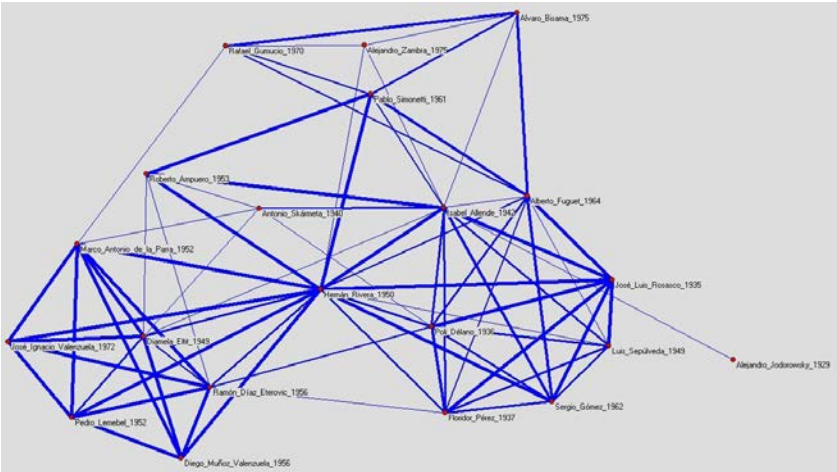 Alvaro_Bisama_1975
Rafael_Gumucio_1970
Alejandro_Zambra_1975
Pablo_Simonetti_1961
Roberto_Ampuero_1953
Alberto_Fuguet_1964
Antonio_Skármeta_1940
Isabel_Allende_1942
Marco_Antonio_de_la_Parra_1952
José_Luis_Rosasco_1935
Hernán_Rivera_1950
Poli_Délano_1936
José_Ignacio_Valenzuela_1972
Diamela_Eltit_1949
Luis_Sepúlveda_1949
Alejandro_Jodorowsky_1929
Ramón_Díaz_Eterovic_1956
Sergio_Gómez_1962
Pedro_Lemebel_1952
Floridor_Pérez_1937
Diego_Muñoz_Valenzuela_1956